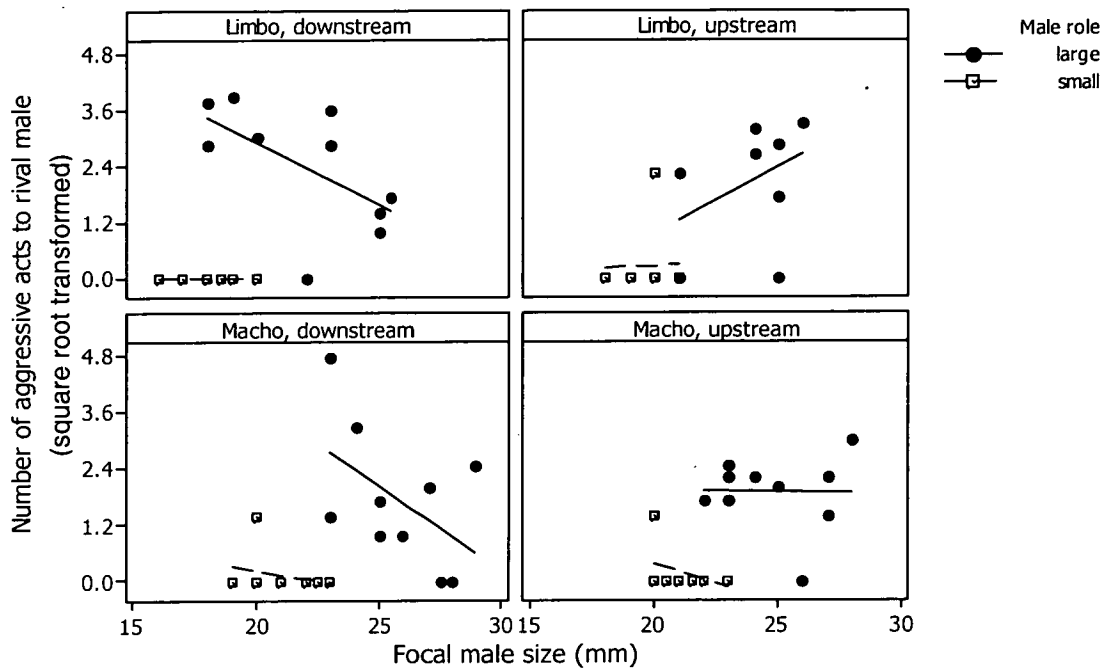 Limbo, downstream
Limbo, upstream
Male role
large
small
4.8
3.6
2.4
1.2
0.0
Macho, downstream
Macho, upstream
4.8
3.6
2.4
1.2
0.0
15
20
25
30
15
20
25
30
Focal male size (mm)
Number of aggressive acts to rival male
(square root transformed)